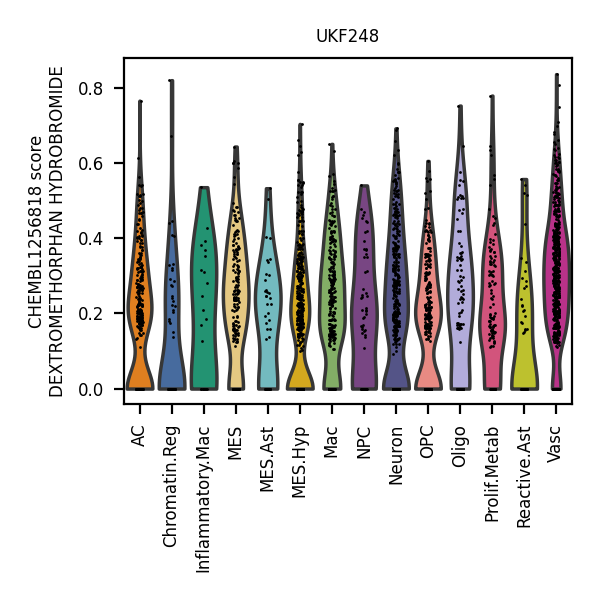 UKF248
CHEMBL1256818 score
DEXTROMETHORPHAN HYDROBROMIDE
0.8
0.6
0.4
0.2
0.0
AC
Chromatin.Reg
Inflammatory.Mac
MES
MES.Ast
MES.Hyp
Mac
NPC
Neuron
OPC
Oligo
Prolif.Metab
Reactive.Ast
Vasc